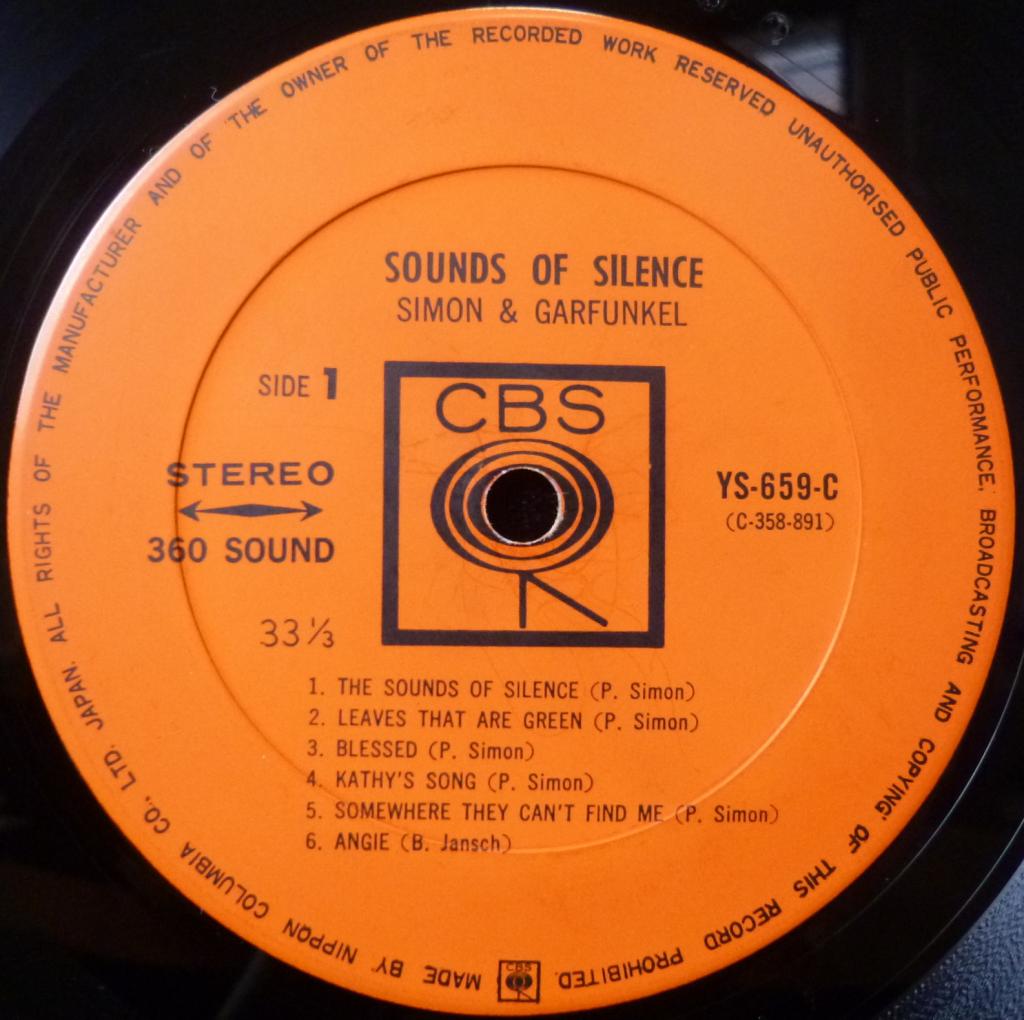 MADE BY NIPPON COLUMBIA CO., LTD. JAPAN. ALL RIGHTS OF THE MANUFACTURER AND OF THE OWNER OF THE RECORDED WORK RESERVED UNAUTHORISED PUBLIC PERFORMANCE, BROADCASTING AND COPYING OF THIS RECORD PROHIBITED.
SOUNDS OF SILENCE
SIMON & GARFUNKEL
SIDE 1
CBS
STEREO
360 SOUND
YS-659-C
(C-358-891)
33 1/3
1. THE SOUNDS OF SILENCE (P. Simon)
2. LEAVES THAT ARE GREEN (P. Simon)
3. BLESSED (P. Simon)
4. KATHY'S SONG (P. Simon)
5. SOMEWHERE THEY CAN'T FIND ME (P. Simon)
6. ANGIE (B. Jansch)
CBS